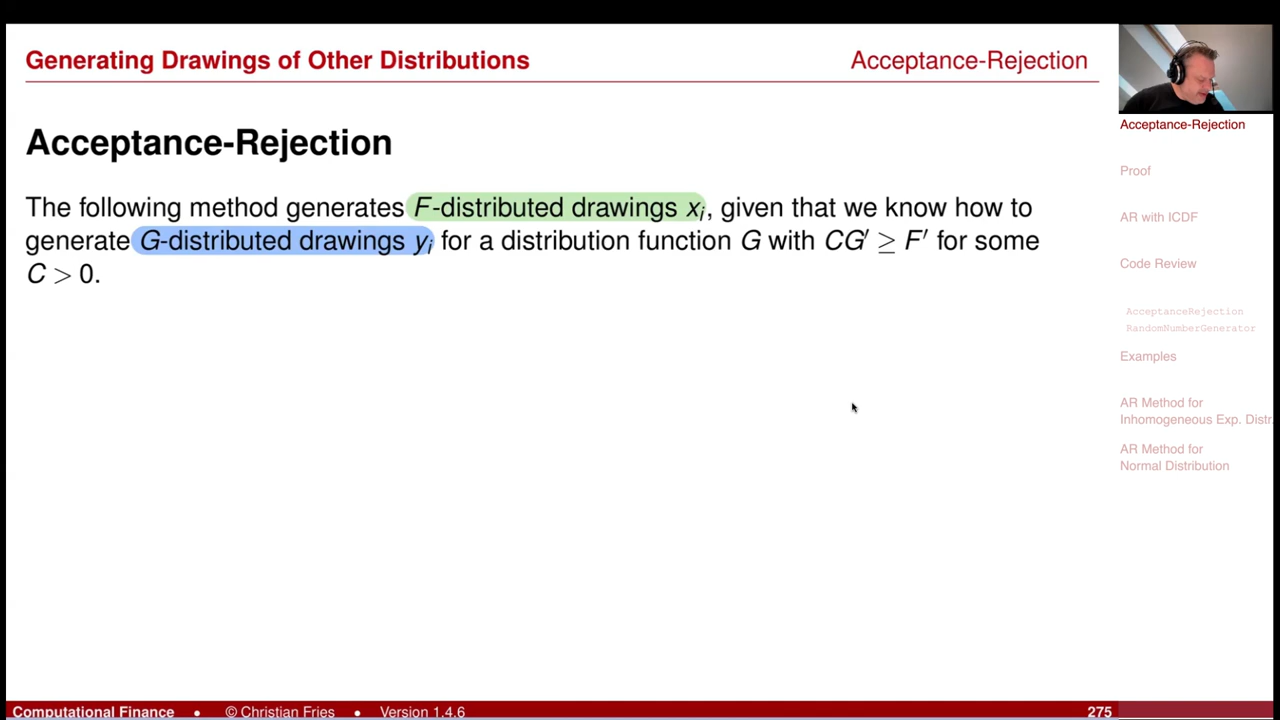 Generating Drawings of Other Distributions
Acceptance-Rejection
Acceptance-Rejection
The following method generates F-distributed drawings xᵢ, given that we know how to
generate G-distributed drawings yᵢ for a distribution function G with CG′ ≥ F′ for some
C > 0.
Acceptance-Rejection
Proof
AR with ICDF
Code Review
AcceptanceRejection
RandomNumberGenerator
Examples
AR Method for
Inhomogeneous Exp. Distr.
AR Method for
Normal Distribution
Computational Finance • © Christian Fries • Version 1.4.6
275